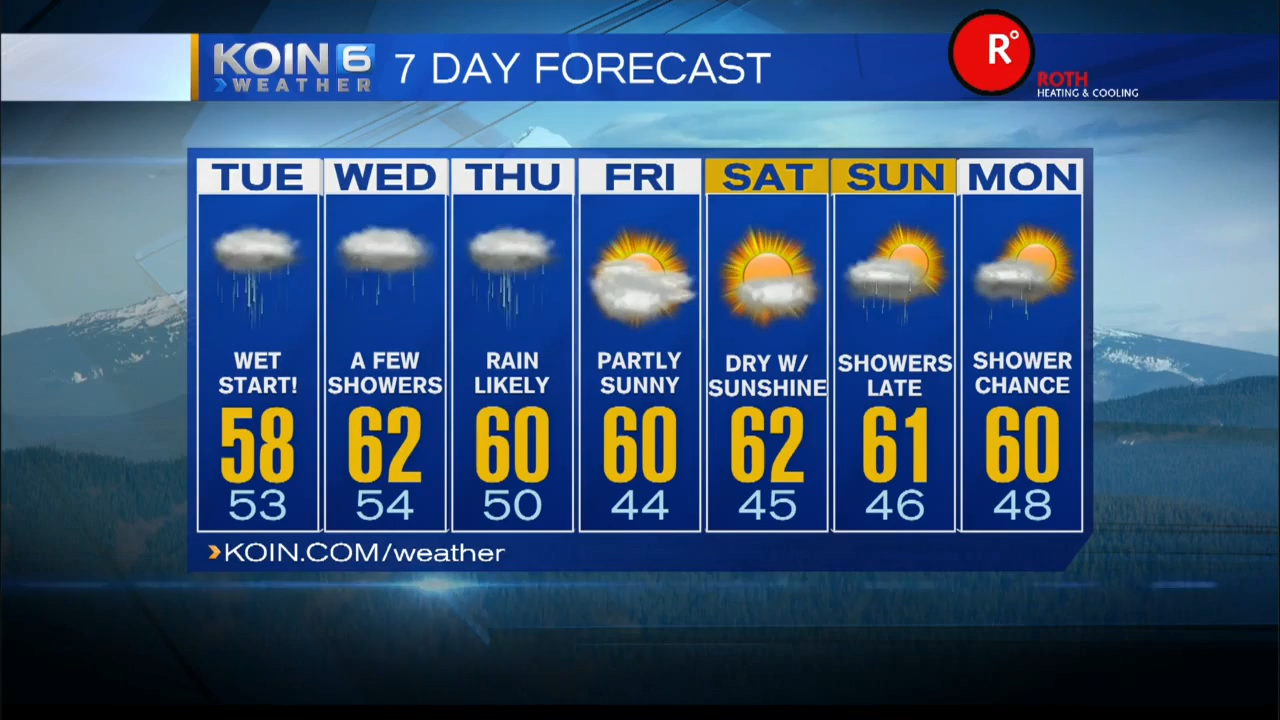 KOIN 6
WEATHER
7 DAY FORECAST
R°
ROTH
HEATING & COOLING
TUE WED THU FRI SAT SUN MON
WET START! A FEW SHOWERS RAIN LIKELY PARTLY SUNNY DRY W/ SUNSHINE SHOWERS LATE SHOWER CHANCE
58 62 60 60 62 61 60
53 54 50 44 45 46 48
KOIN.COM/weather